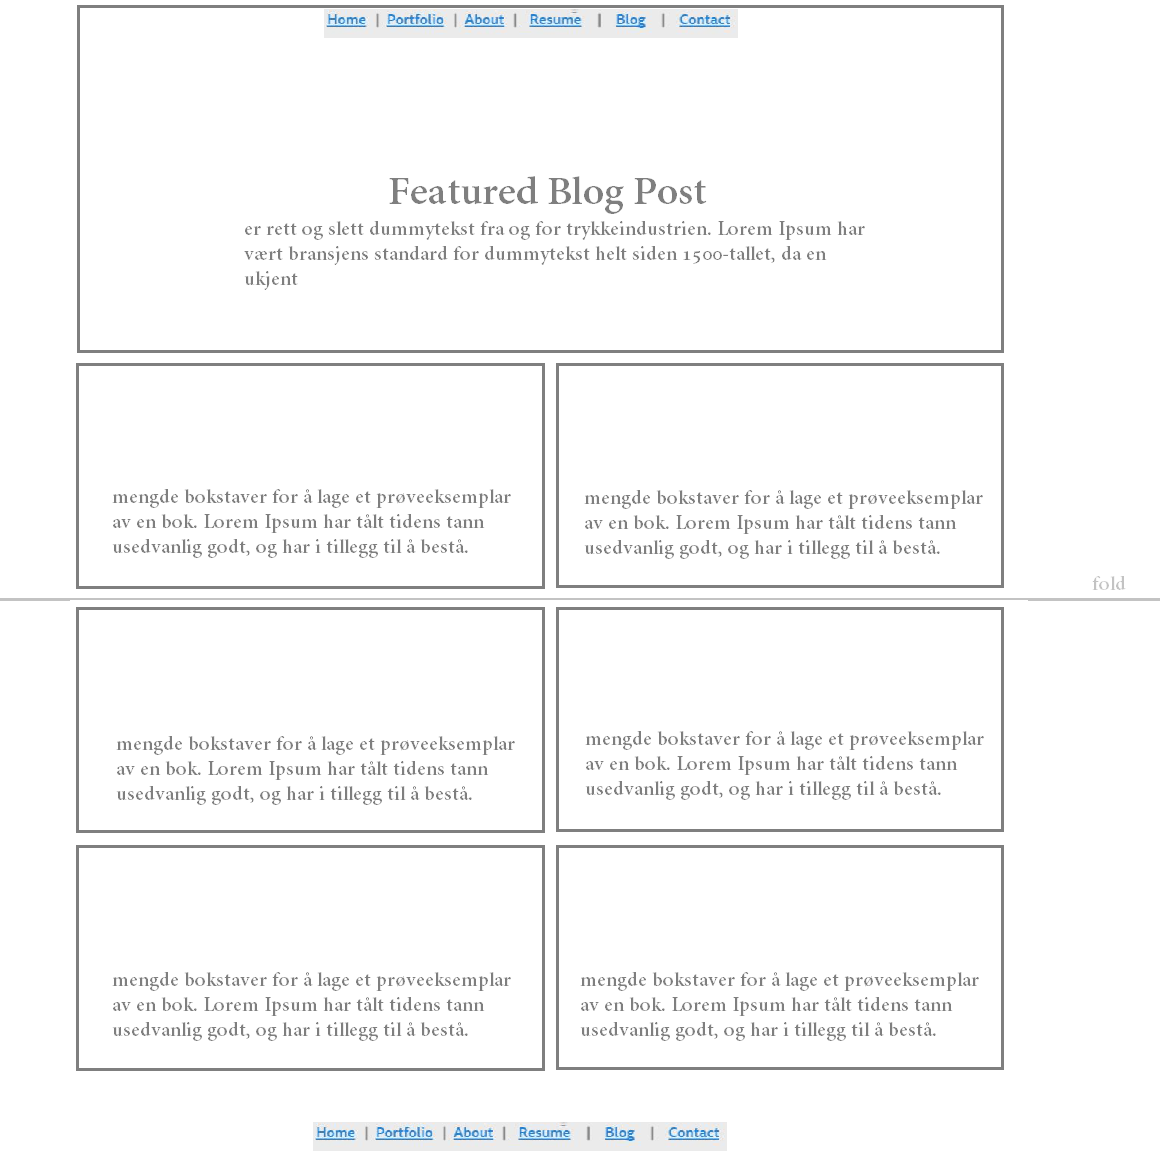 Home | Portfolio | About | Resume | Blog | Contact
Featured Blog Post
er rett og slett dummytekst fra og for trykkeindustrien. Lorem Ipsum har
vært bransjens standard for dummytekst helt siden 1500-tallet, da en
ukjent
mengde bokstaver for å lage et prøveeksemplar
av en bok. Lorem Ipsum har tålt tidens tann
usedvanlig godt, og har i tillegg til å bestå.
mengde bokstaver for å lage et prøveeksemplar
av en bok. Lorem Ipsum har tålt tidens tann
usedvanlig godt, og har i tillegg til å bestå.
fold
mengde bokstaver for å lage et prøveeksemplar
av en bok. Lorem Ipsum har tålt tidens tann
usedvanlig godt, og har i tillegg til å bestå.
mengde bokstaver for å lage et prøveeksemplar
av en bok. Lorem Ipsum har tålt tidens tann
usedvanlig godt, og har i tillegg til å bestå.
mengde bokstaver for å lage et prøveeksemplar
av en bok. Lorem Ipsum har tålt tidens tann
usedvanlig godt, og har i tillegg til å bestå.
mengde bokstaver for å lage et prøveeksemplar
av en bok. Lorem Ipsum har tålt tidens tann
usedvanlig godt, og har i tillegg til å bestå.
Home | Portfolio | About | Resume | Blog | Contact